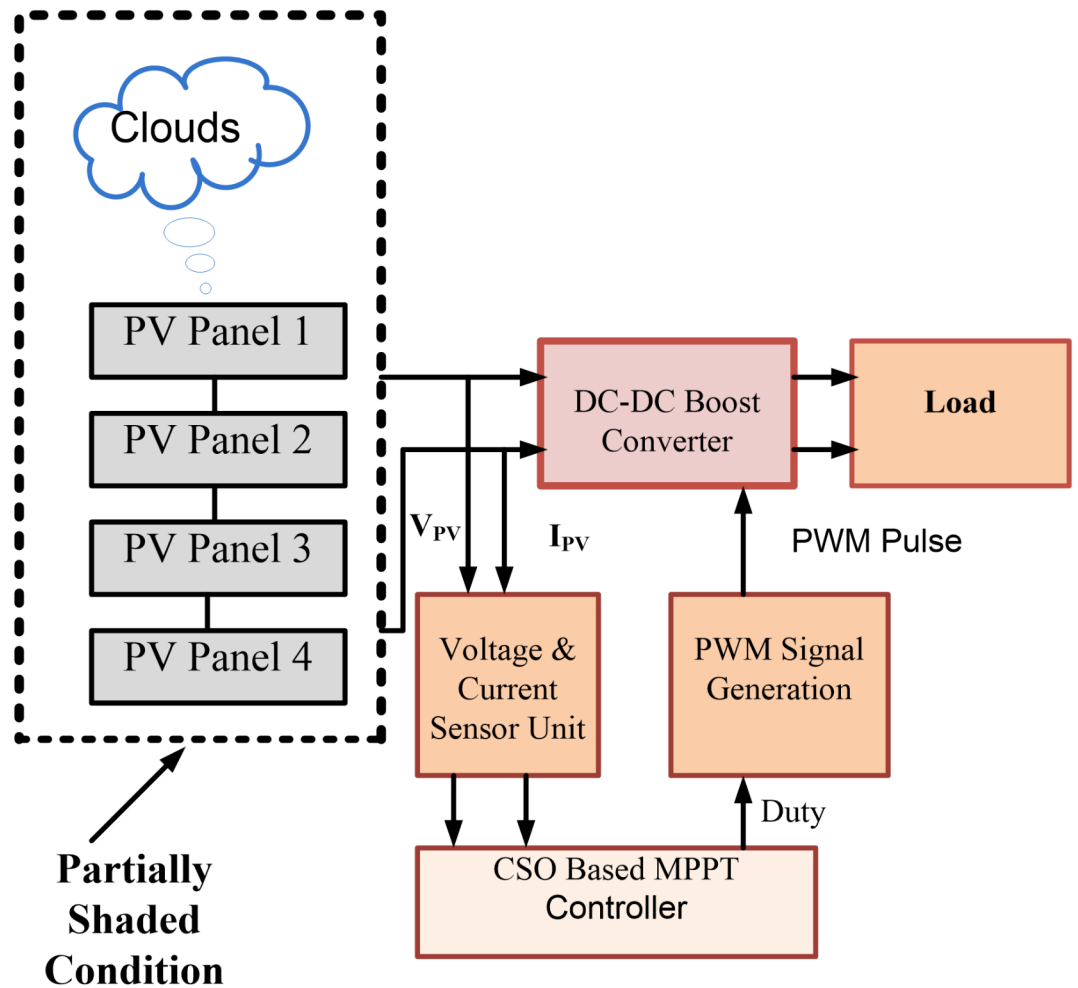 Clouds
PV Panel 1
PV Panel 2
PV Panel 3
PV Panel 4
Partially
Shaded
Condition
DC-DC Boost
Converter
Load
VPV
IPV
PWM Pulse
Voltage &
Current
Sensor Unit
PWM Signal
Generation
Duty
CSO Based MPPT
Controller